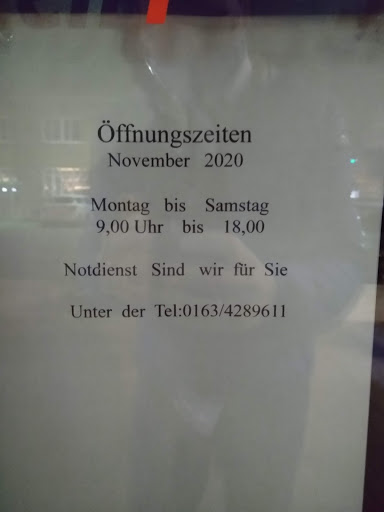 Öffnungszeiten
November 2020
Montag bis Samstag
9,00 Uhr bis 18,00
Notdienst Sind wir für Sie
Unter der Tel:0163/4289611